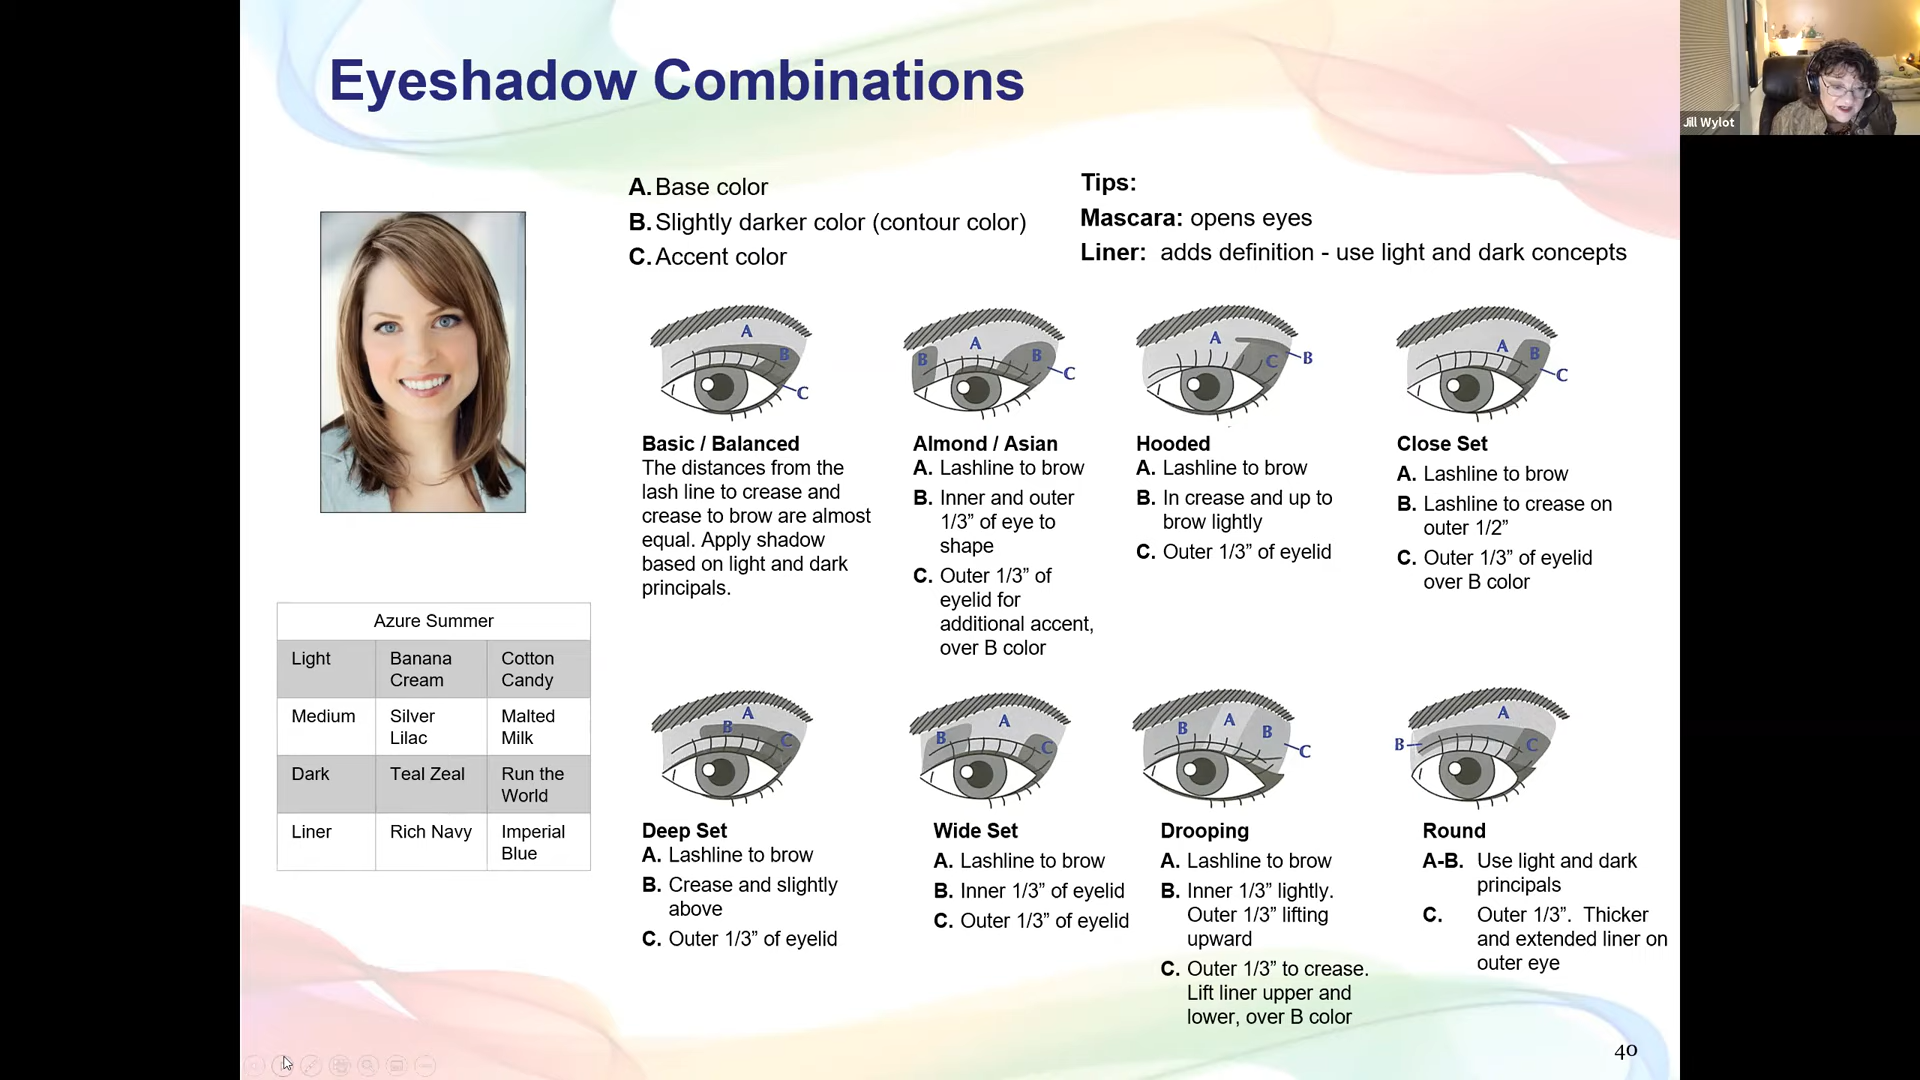 Eyeshadow Combinations
Jill Wylot
A. Base color
B. Slightly darker color (contour color)
C. Accent color
Tips:
Mascara: opens eyes
Liner: adds definition - use light and dark concepts
A
B
C
A
B
B
C
A
C
B
A
B
C
Basic / Balanced
The distances from the
lash line to crease and
crease to brow are almost
equal. Apply shadow
based on light and dark
principals.
Almond / Asian
A. Lashline to brow
B. Inner and outer
1/3” of eye to
shape
C. Outer 1/3” of
eyelid for
additional accent,
over B color
Hooded
A. Lashline to brow
B. In crease and up to
brow lightly
C. Outer 1/3” of eyelid
Close Set
A. Lashline to brow
B. Lashline to crease on
outer 1/2”
C. Outer 1/3” of eyelid
over B color
Azure Summer
Light Banana Cream Cotton Candy
Medium Silver Lilac Malted Milk
Dark Teal Zeal Run the World
Liner Rich Navy Imperial Blue
A
B
C
A
B
C
B
A
B
C
A
B
C
Deep Set
A. Lashline to brow
B. Crease and slightly
above
C. Outer 1/3” of eyelid
Wide Set
A. Lashline to brow
B. Inner 1/3” of eyelid
C. Outer 1/3” of eyelid
Drooping
A. Lashline to brow
B. Inner 1/3” lightly.
Outer 1/3” lifting
upward
C. Outer 1/3” to crease.
Lift liner upper and
lower, over B color
Round
A-B. Use light and dark
principals
C. Outer 1/3”. Thicker
and extended liner on
outer eye
40